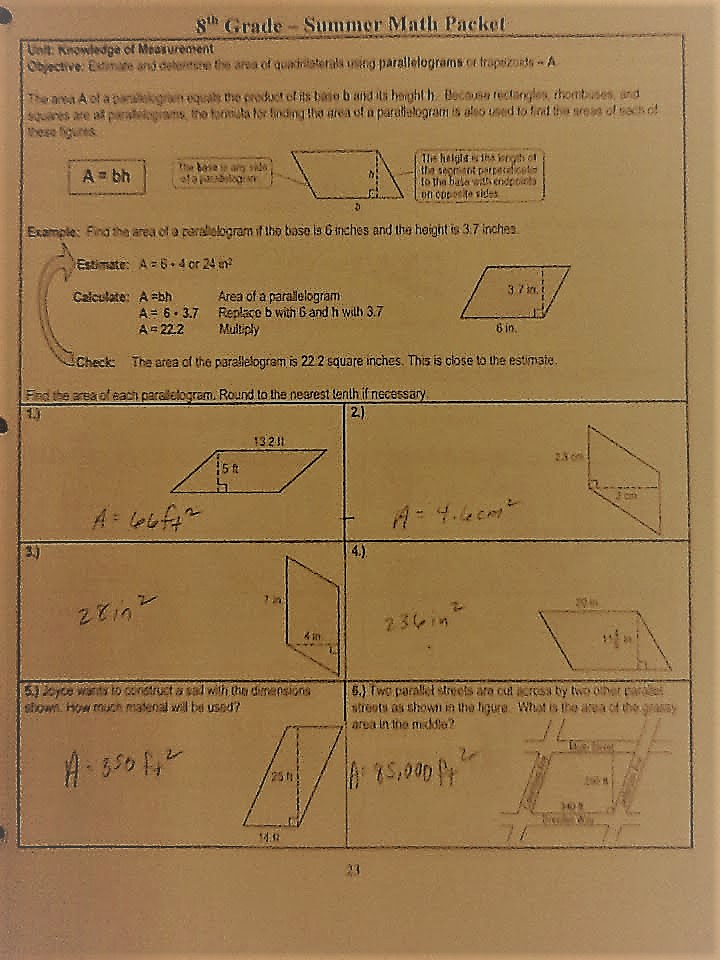 8th Grade – Summer Math Packet
Unit: Knowledge of Measurement
Objective: Estimate and determine the area of quadrilaterals using parallelograms or trapezoids – A
The area A of a parallelogram equals the product of its base b and its height h. Because rectangles, rhombuses, and
squares are all parallelograms, the formula for finding the area of a parallelogram is also used to find the areas of each of
these figures.
A = bh
The base is any side
of a parallelogram.
h
b
The height is the length of
the segment perpendicular
to the base with endpoints
on opposite sides.
Example: Find the area of a parallelogram if the base is 6 inches and the height is 3.7 inches.
Estimate: A = 6 • 4 or 24 in²
Calculate: A =bh Area of a parallelogram
A = 6 • 3.7 Replace b with 6 and h with 3.7
A = 22.2 Multiply
3.7 in.
6 in.
Check: The area of the parallelogram is 22.2 square inches. This is close to the estimate.
Find the area of each parallelogram. Round to the nearest tenth if necessary.
1.)
13.2 ft
5 ft
A = 66 ft²
2.)
2.3 cm
2 cm
A = 4.6 cm²
3.)
7 in.
4 in.
28 in²
4.)
20 in.
in.
236 in²
5.) Joyce wants to construct a sail with the dimensions
shown. How much material will be used?
25 ft
14 ft
A = 350 ft²
6.) Two parallel streets are cut across by two other parallel
streets as shown in the figure. What is the area of the grassy
area in the middle?
Street
250 ft
340 ft
Way
A = 85,000 ft²
23